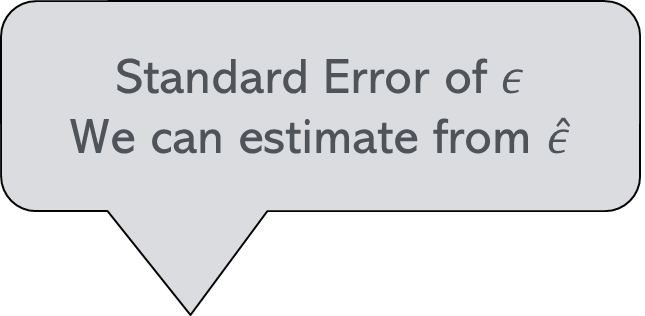 Standard Error of ϵ
We can estimate from ϵ̂